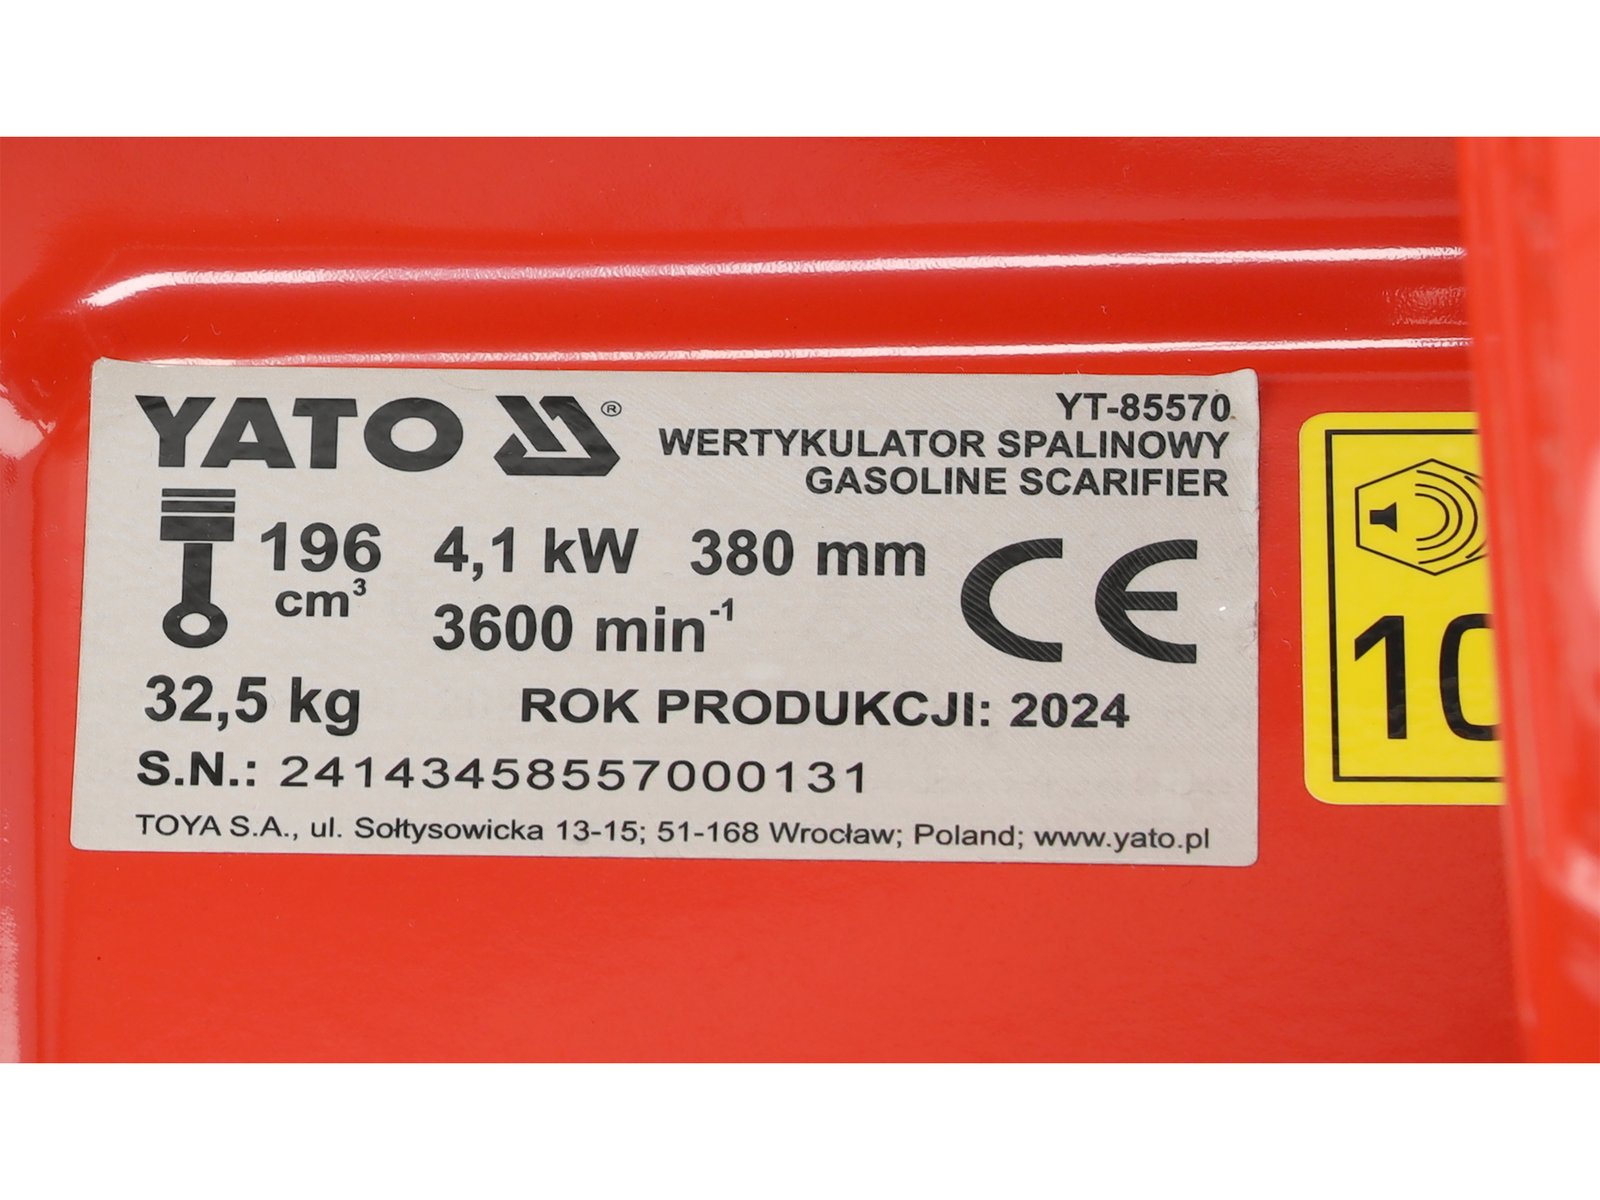 YATO ®
YT-85570
WERTYKULATOR SPALINOWY
GASOLINE SCARIFIER
196 cm³
4,1 kW 380 mm
3600 min⁻¹
CE
32,5 kg
ROK PRODUKCJI: 2024
S.N.: 241434585570000131
TOYA S.A., ul. Sołtysowicka 13-15; 51-168 Wrocław; Poland; www.yato.pl